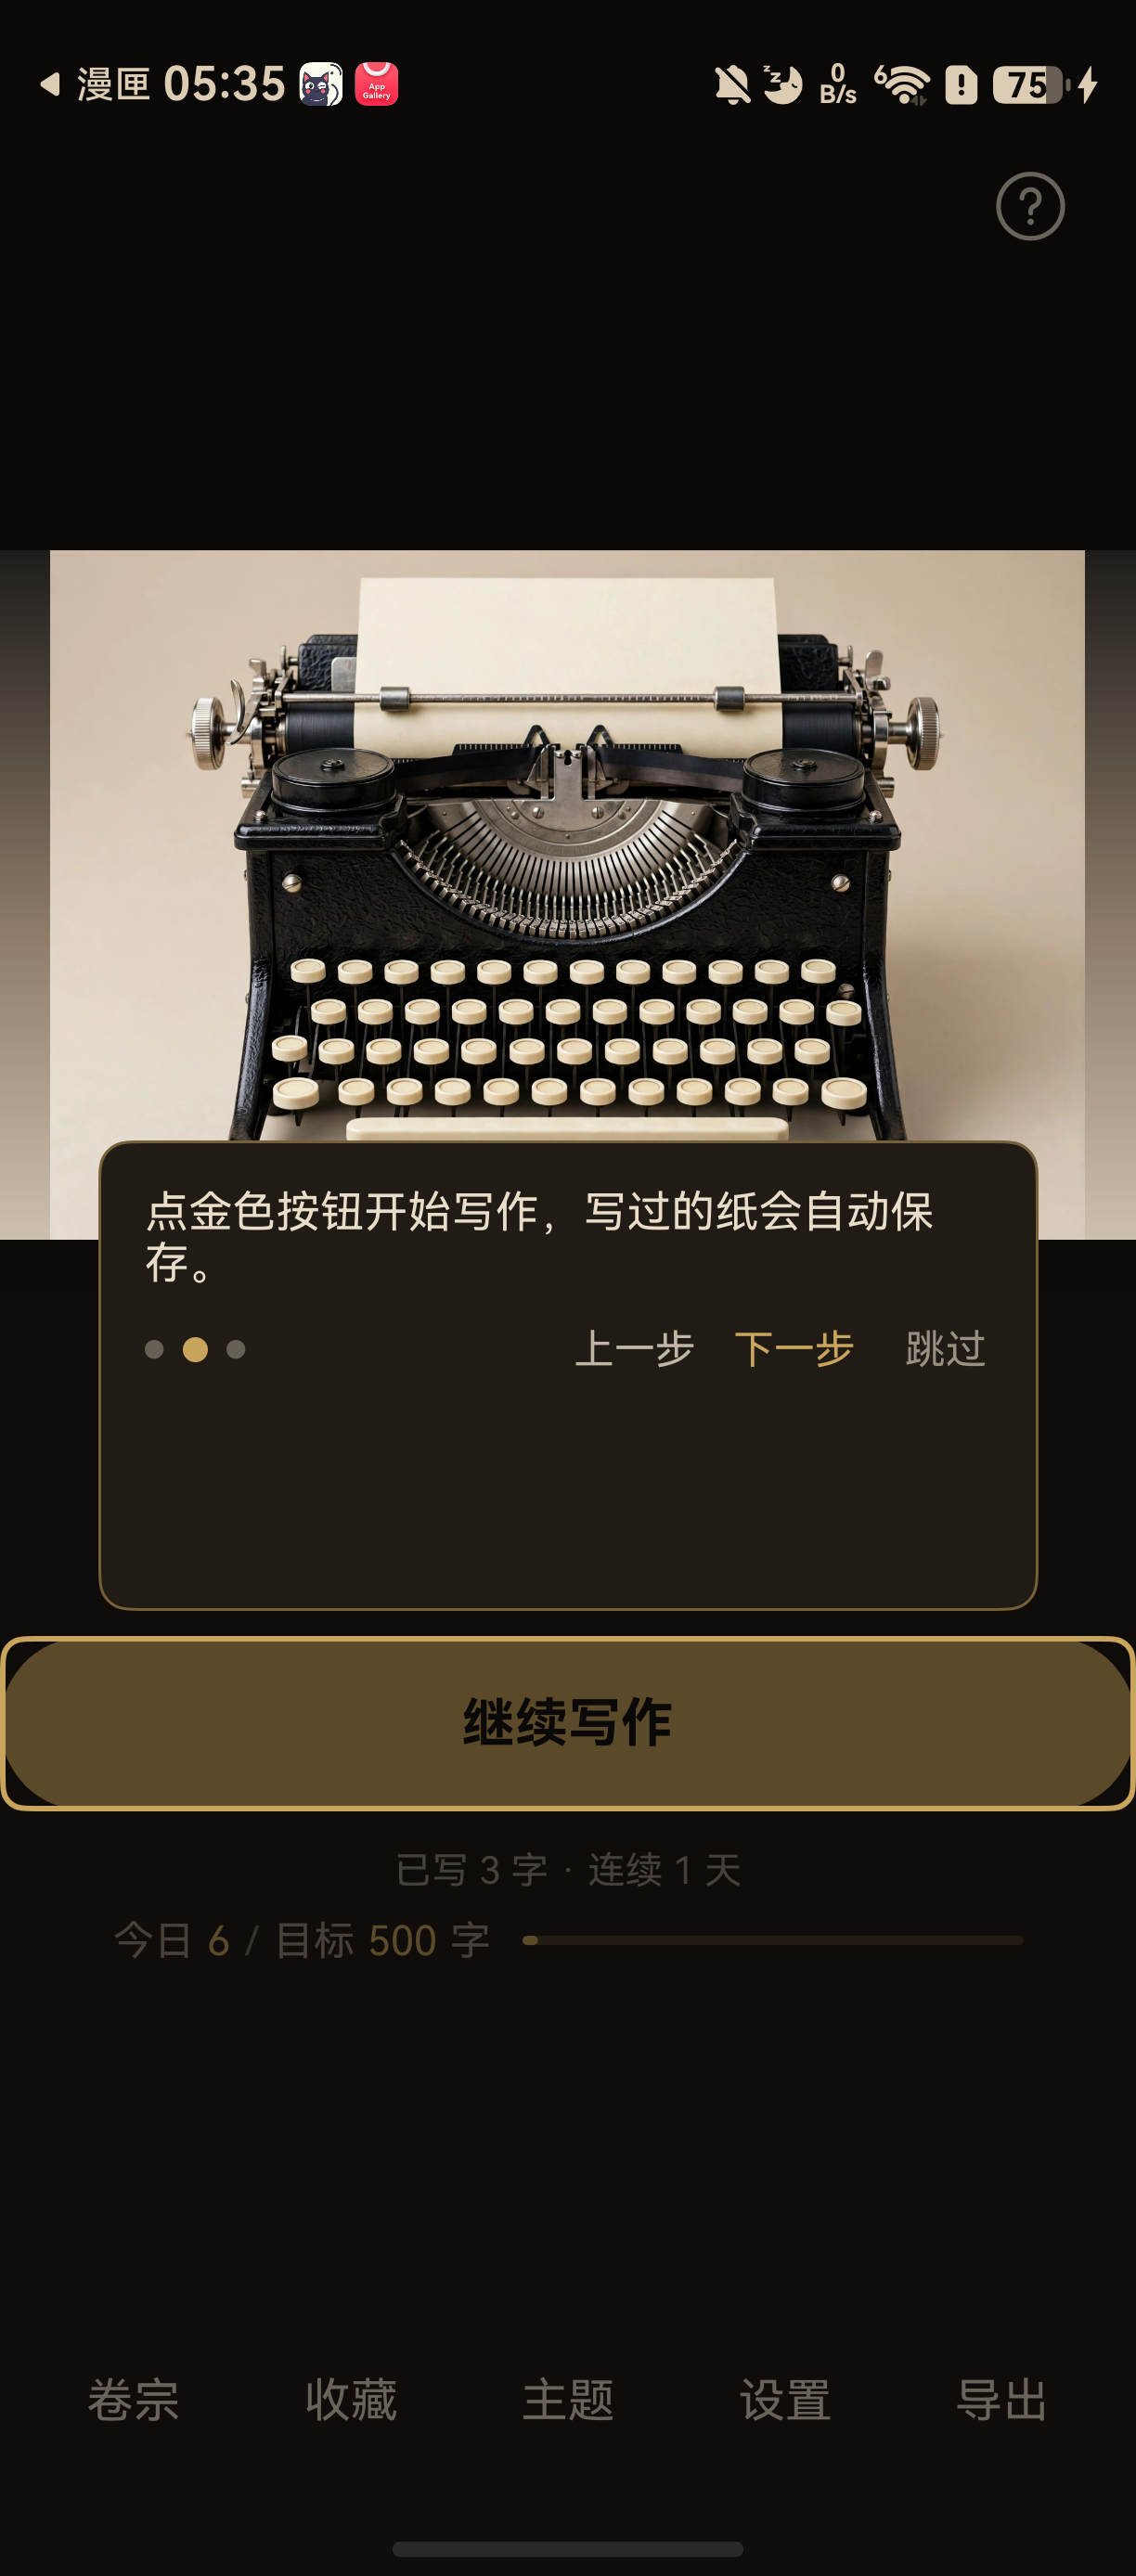 漫匣 05:35 App Gallery 0 B/s 6 75
点金色按钮开始写作，写过的纸会自动保
存。
上一步 下一步 跳过
继续写作
已写 3 字 · 连续 1 天
今日 6 / 目标 500 字
卷宗 收藏 主题 设置 导出